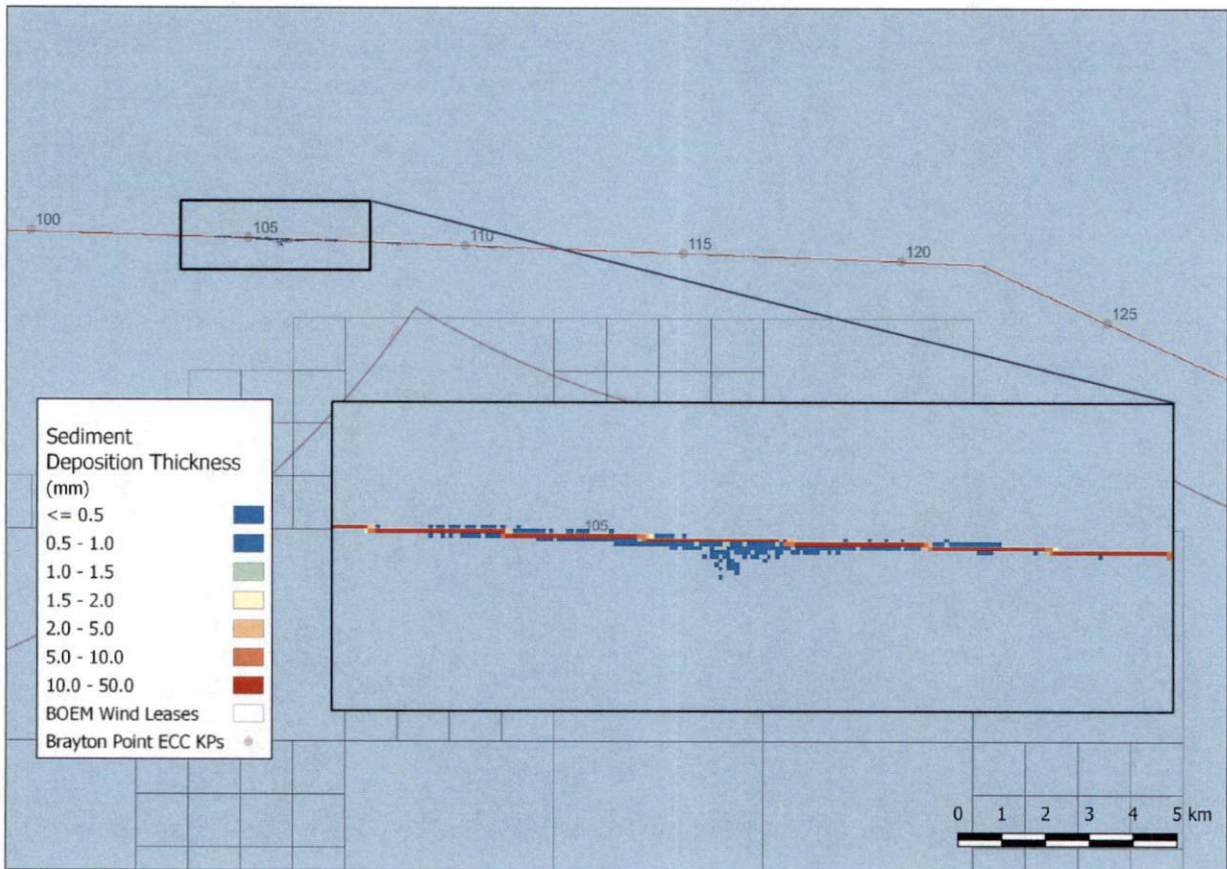 100
105
110
115
120
125
105
Sediment
Deposition Thickness
(mm)
<= 0.5
0.5 - 1.0
1.0 - 1.5
1.5 - 2.0
2.0 - 5.0
5.0 - 10.0
10.0 - 50.0
BOEM Wind Leases
Brayton Point ECC KPs
0 1 2 3 4 5 km